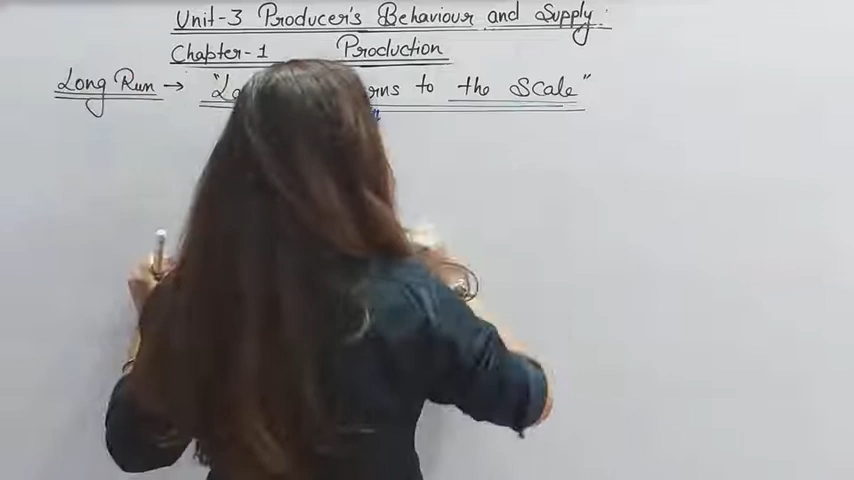 Unit-3 Producer's Behaviour and Supply:
Chapter-1 Production
Long Run → "La rns to the Scale"